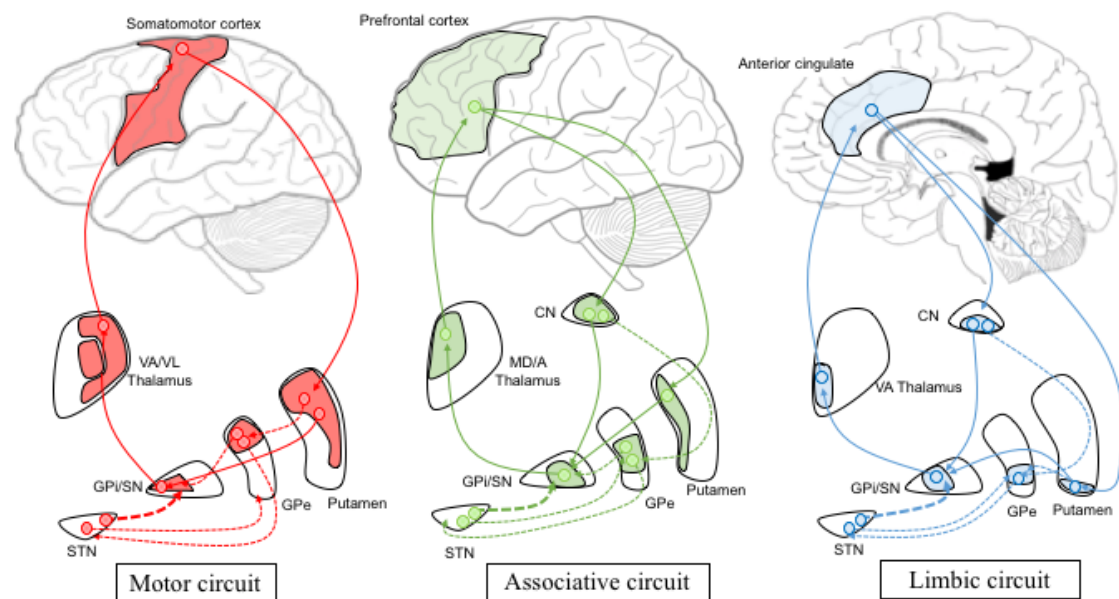 Somatomotor cortex
VA/VL
Thalamus
GPi/SN
GPe
Putamen
STN
Motor circuit
Prefrontal cortex
CN
MD/A
Thalamus
GPi/SN
GPe
Putamen
STN
Associative circuit
Anterior cingulate
CN
VA Thalamus
GPi/SN
GPe
Putamen
STN
Limbic circuit